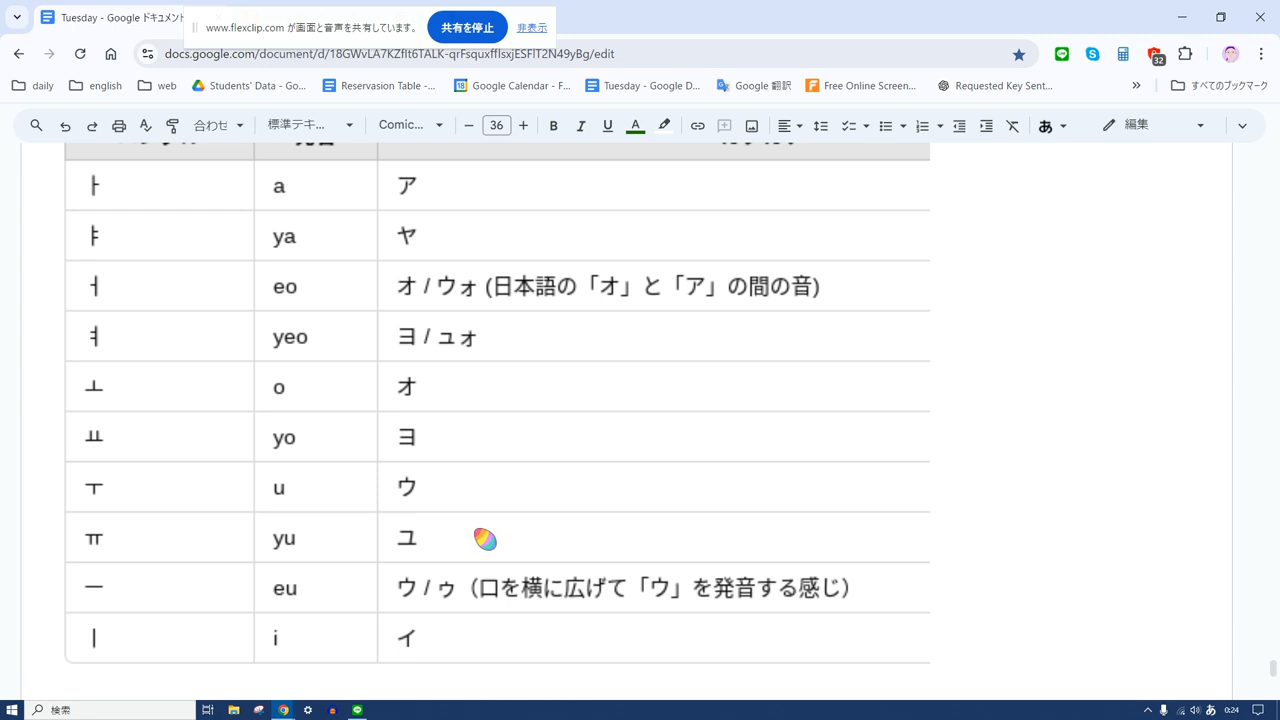 Tuesday - Google ドキュメント
www.flexclip.com が画面と音声を共有しています。 共有を停止 非表示
docs.google.com/document/d/18GWvLA7KZflt6TALK-qrFsquxfflsxjESFlT2N49yBg/edit
32
daily english web Students' Data - Go... Reservasion Table -... Google Calendar - F... Tuesday - Google D... Google 翻訳 Free Online Screen... Requested Key Sent... » すべてのブックマーク
合わせ 標準テキ... Comic... − 36 + B I U A あ 編集
ㅏ a ア
ㅑ ya ヤ
ㅓ eo オ / ウォ (日本語の「オ」と「ア」の間の音)
ㅕ yeo ヨ / ュォ
ㅗ o オ
ㅛ yo ヨ
ㅜ u ウ
ㅠ yu ユ
ㅡ eu ウ / ゥ（口を横に広げて「ウ」を発音する感じ）
ㅣ i イ
検索 あ 0:24